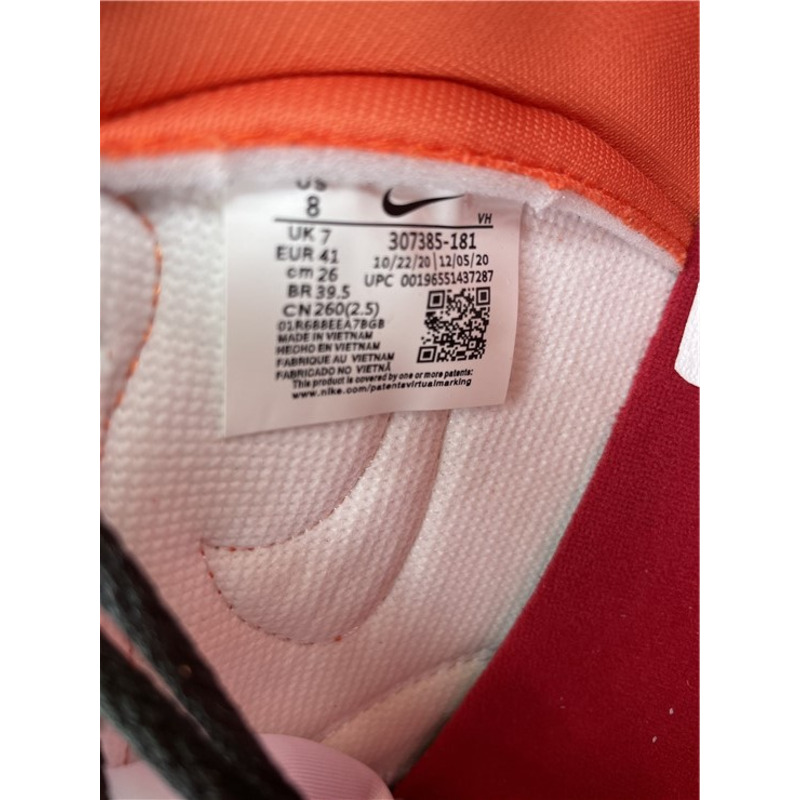 US
8
VH
UK 7
307385-181
EUR 41
10/22/20 12/05/20
cm 26
UPC 00196551437287
BR 39.5
CN 260(2.5)
MADE IN VIETNAM
HECHO EN VIETNAM
FABRIQUE AU VIETNAM
FABRICADO NO VIETNÃ
This product is covered by one or more patents:
www.nike.com/patentsvirtualmarking